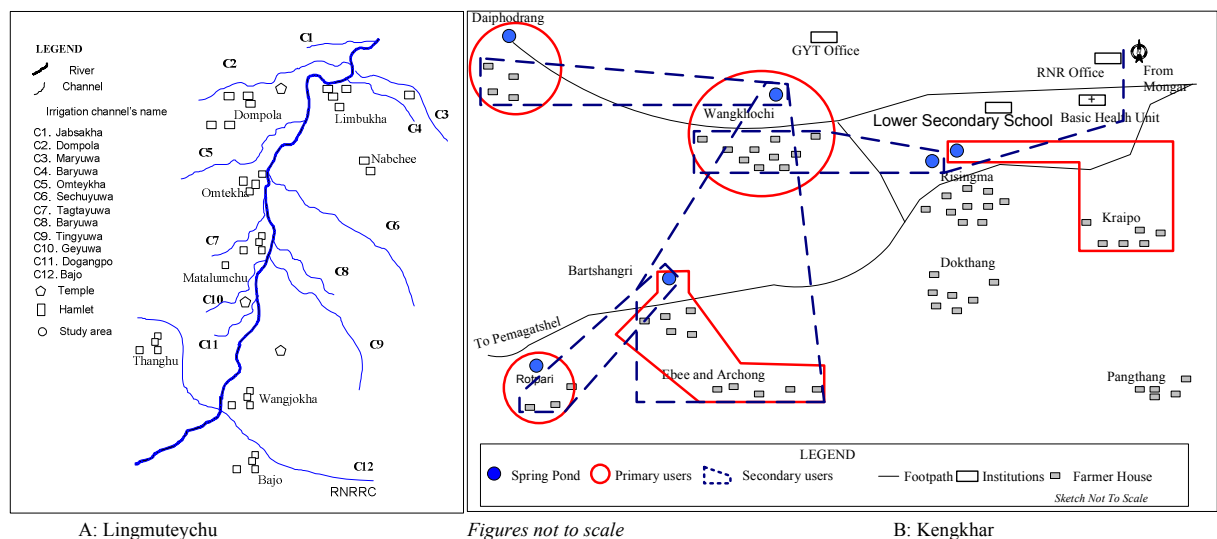 LEGEND
River
Channel
Irrigation channel's name
C1. Jabsakha
C2. Dompola
C3. Maryuwa
C4. Baryuwa
C5. Omteykha
C6. Sechuyuwa
C7. Tagtayuwa
C8. Baryuwa
C9. Tingyuwa
C10. Geyuwa
C11. Dogangpo
C12. Bajo
Temple
Hamlet
Study area
C1
C2
Dompola
Limbukha
C3
C4
C5
Nabchee
Omtekha
C6
C7
Matalumchu
C8
C10
C11
C9
Thanghu
Wangjokha
C12
Bajo
RNRRC
Daiphodrang
GYT Office
RNR Office
From
Mongar
Wangkhochi
Lower Secondary School
Basic Health Unit
Risingma
Kraipo
Bartshangri
Dokthang
To Pemagatshel
Rotpari
Ebee and Archong
Pangthang
LEGEND
Spring Pond
Primary users
Secondary users
Footpath
Institutions
Farmer House
Sketch Not To Scale
A: Lingmuteychu
Figures not to scale
B: Kengkhar